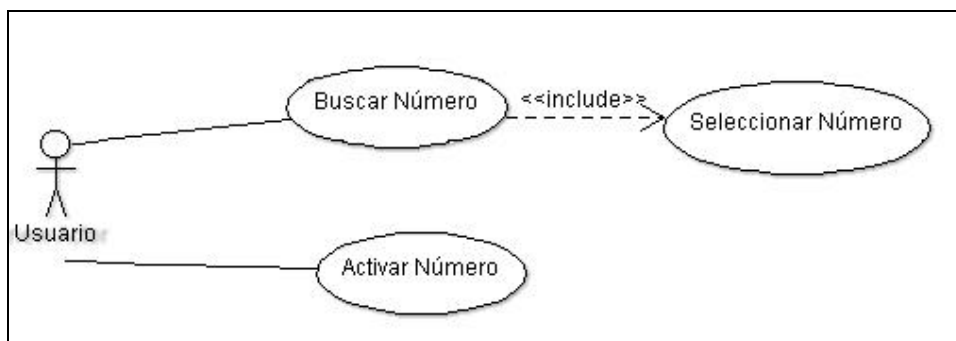 Buscar Número
<<include>>
Seleccionar Número
Usuario
Activar Número